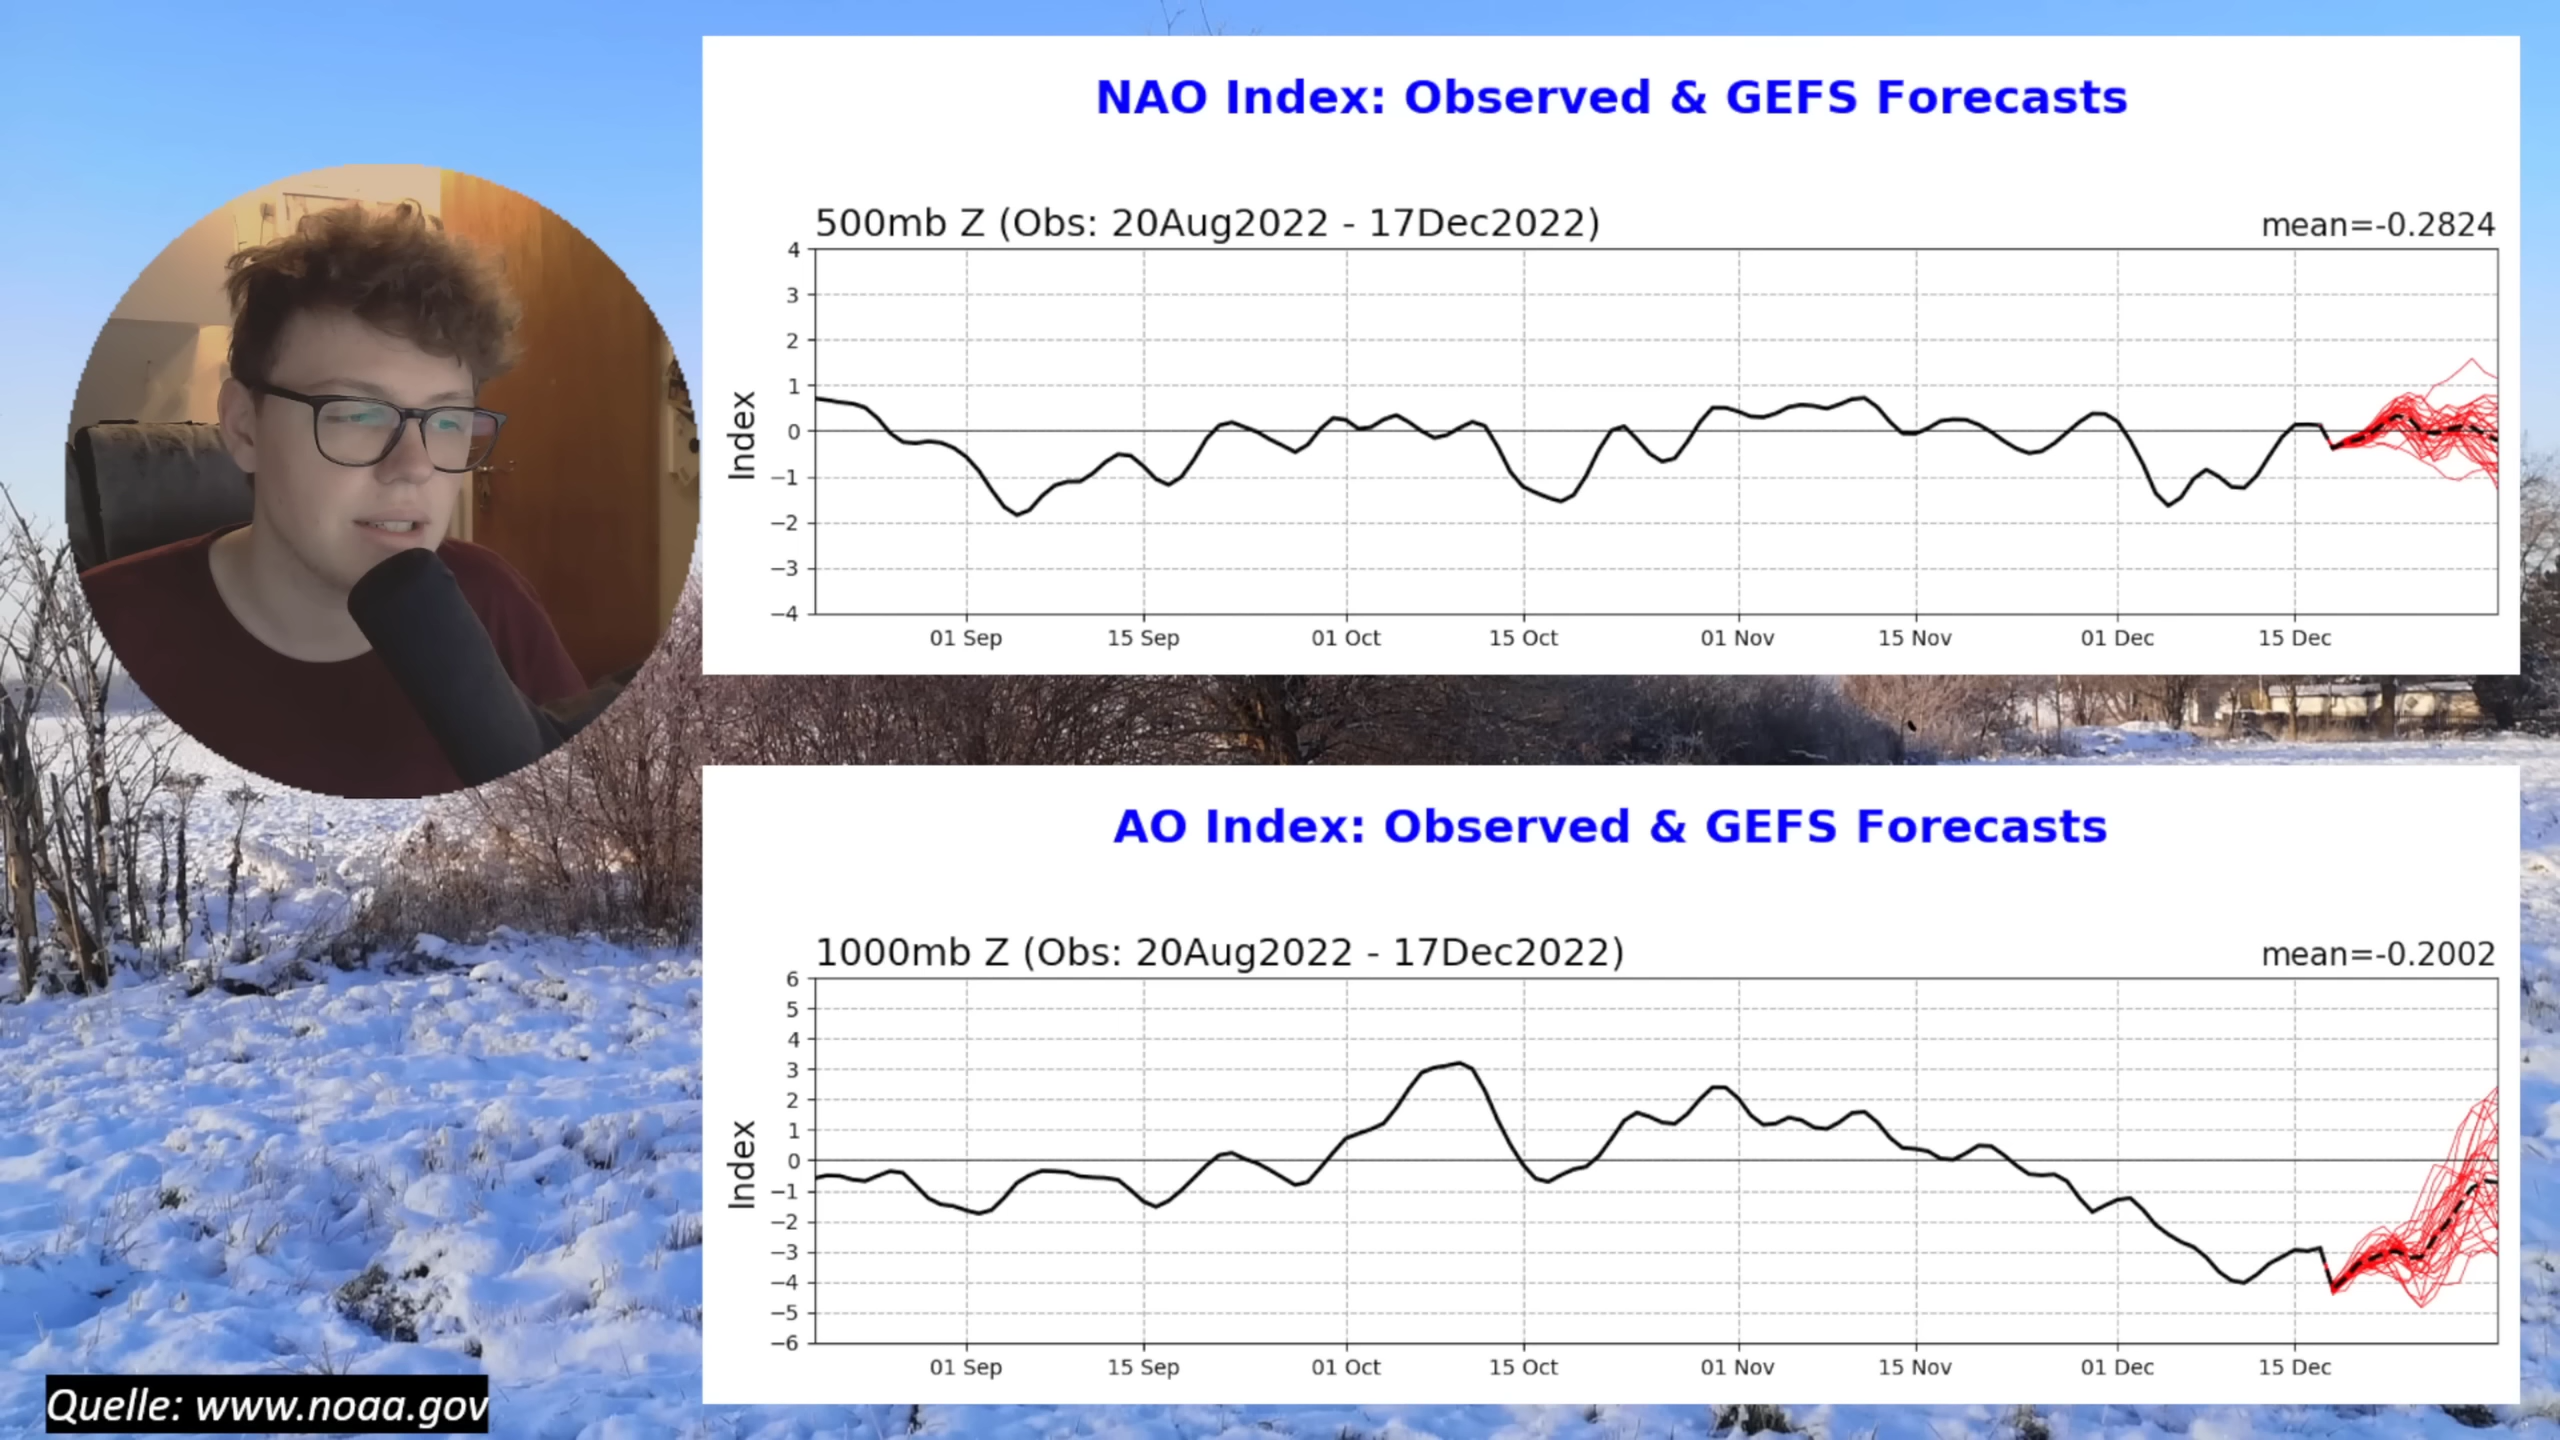 NAO Index: Observed & GEFS Forecasts
500mb Z (Obs: 20Aug2022 - 17Dec2022)
mean=-0.2824
Index
4
3
2
1
0
−1
−2
−3
−4
01 Sep
15 Sep
01 Oct
15 Oct
01 Nov
15 Nov
01 Dec
15 Dec
AO Index: Observed & GEFS Forecasts
1000mb Z (Obs: 20Aug2022 - 17Dec2022)
mean=-0.2002
Index
6
5
4
3
2
1
0
−1
−2
−3
−4
−5
−6
01 Sep
15 Sep
01 Oct
15 Oct
01 Nov
15 Nov
01 Dec
15 Dec
Quelle: www.noaa.gov